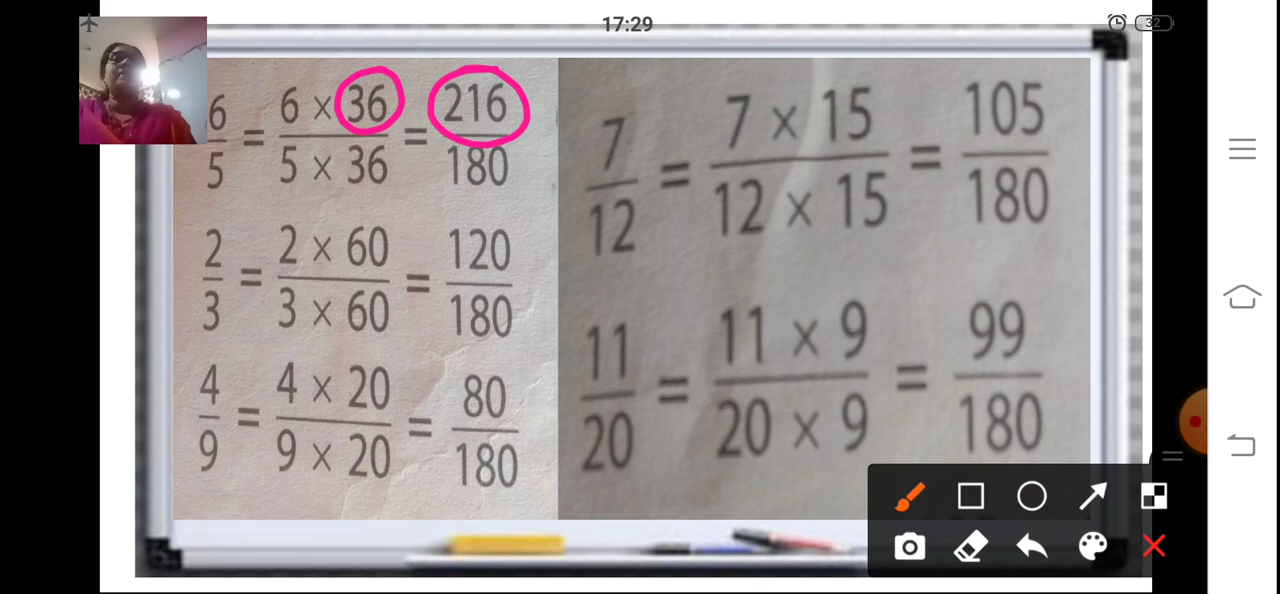 17:29
32
6/5 = 6 × 36 / 5 × 36 = 216/180
2/3 = 2 × 60 / 3 × 60 = 120/180
4/9 = 4 × 20 / 9 × 20 = 80/180
7/12 = 7 × 15 / 12 × 15 = 105/180
11/20 = 11 × 9 / 20 × 9 = 99/180